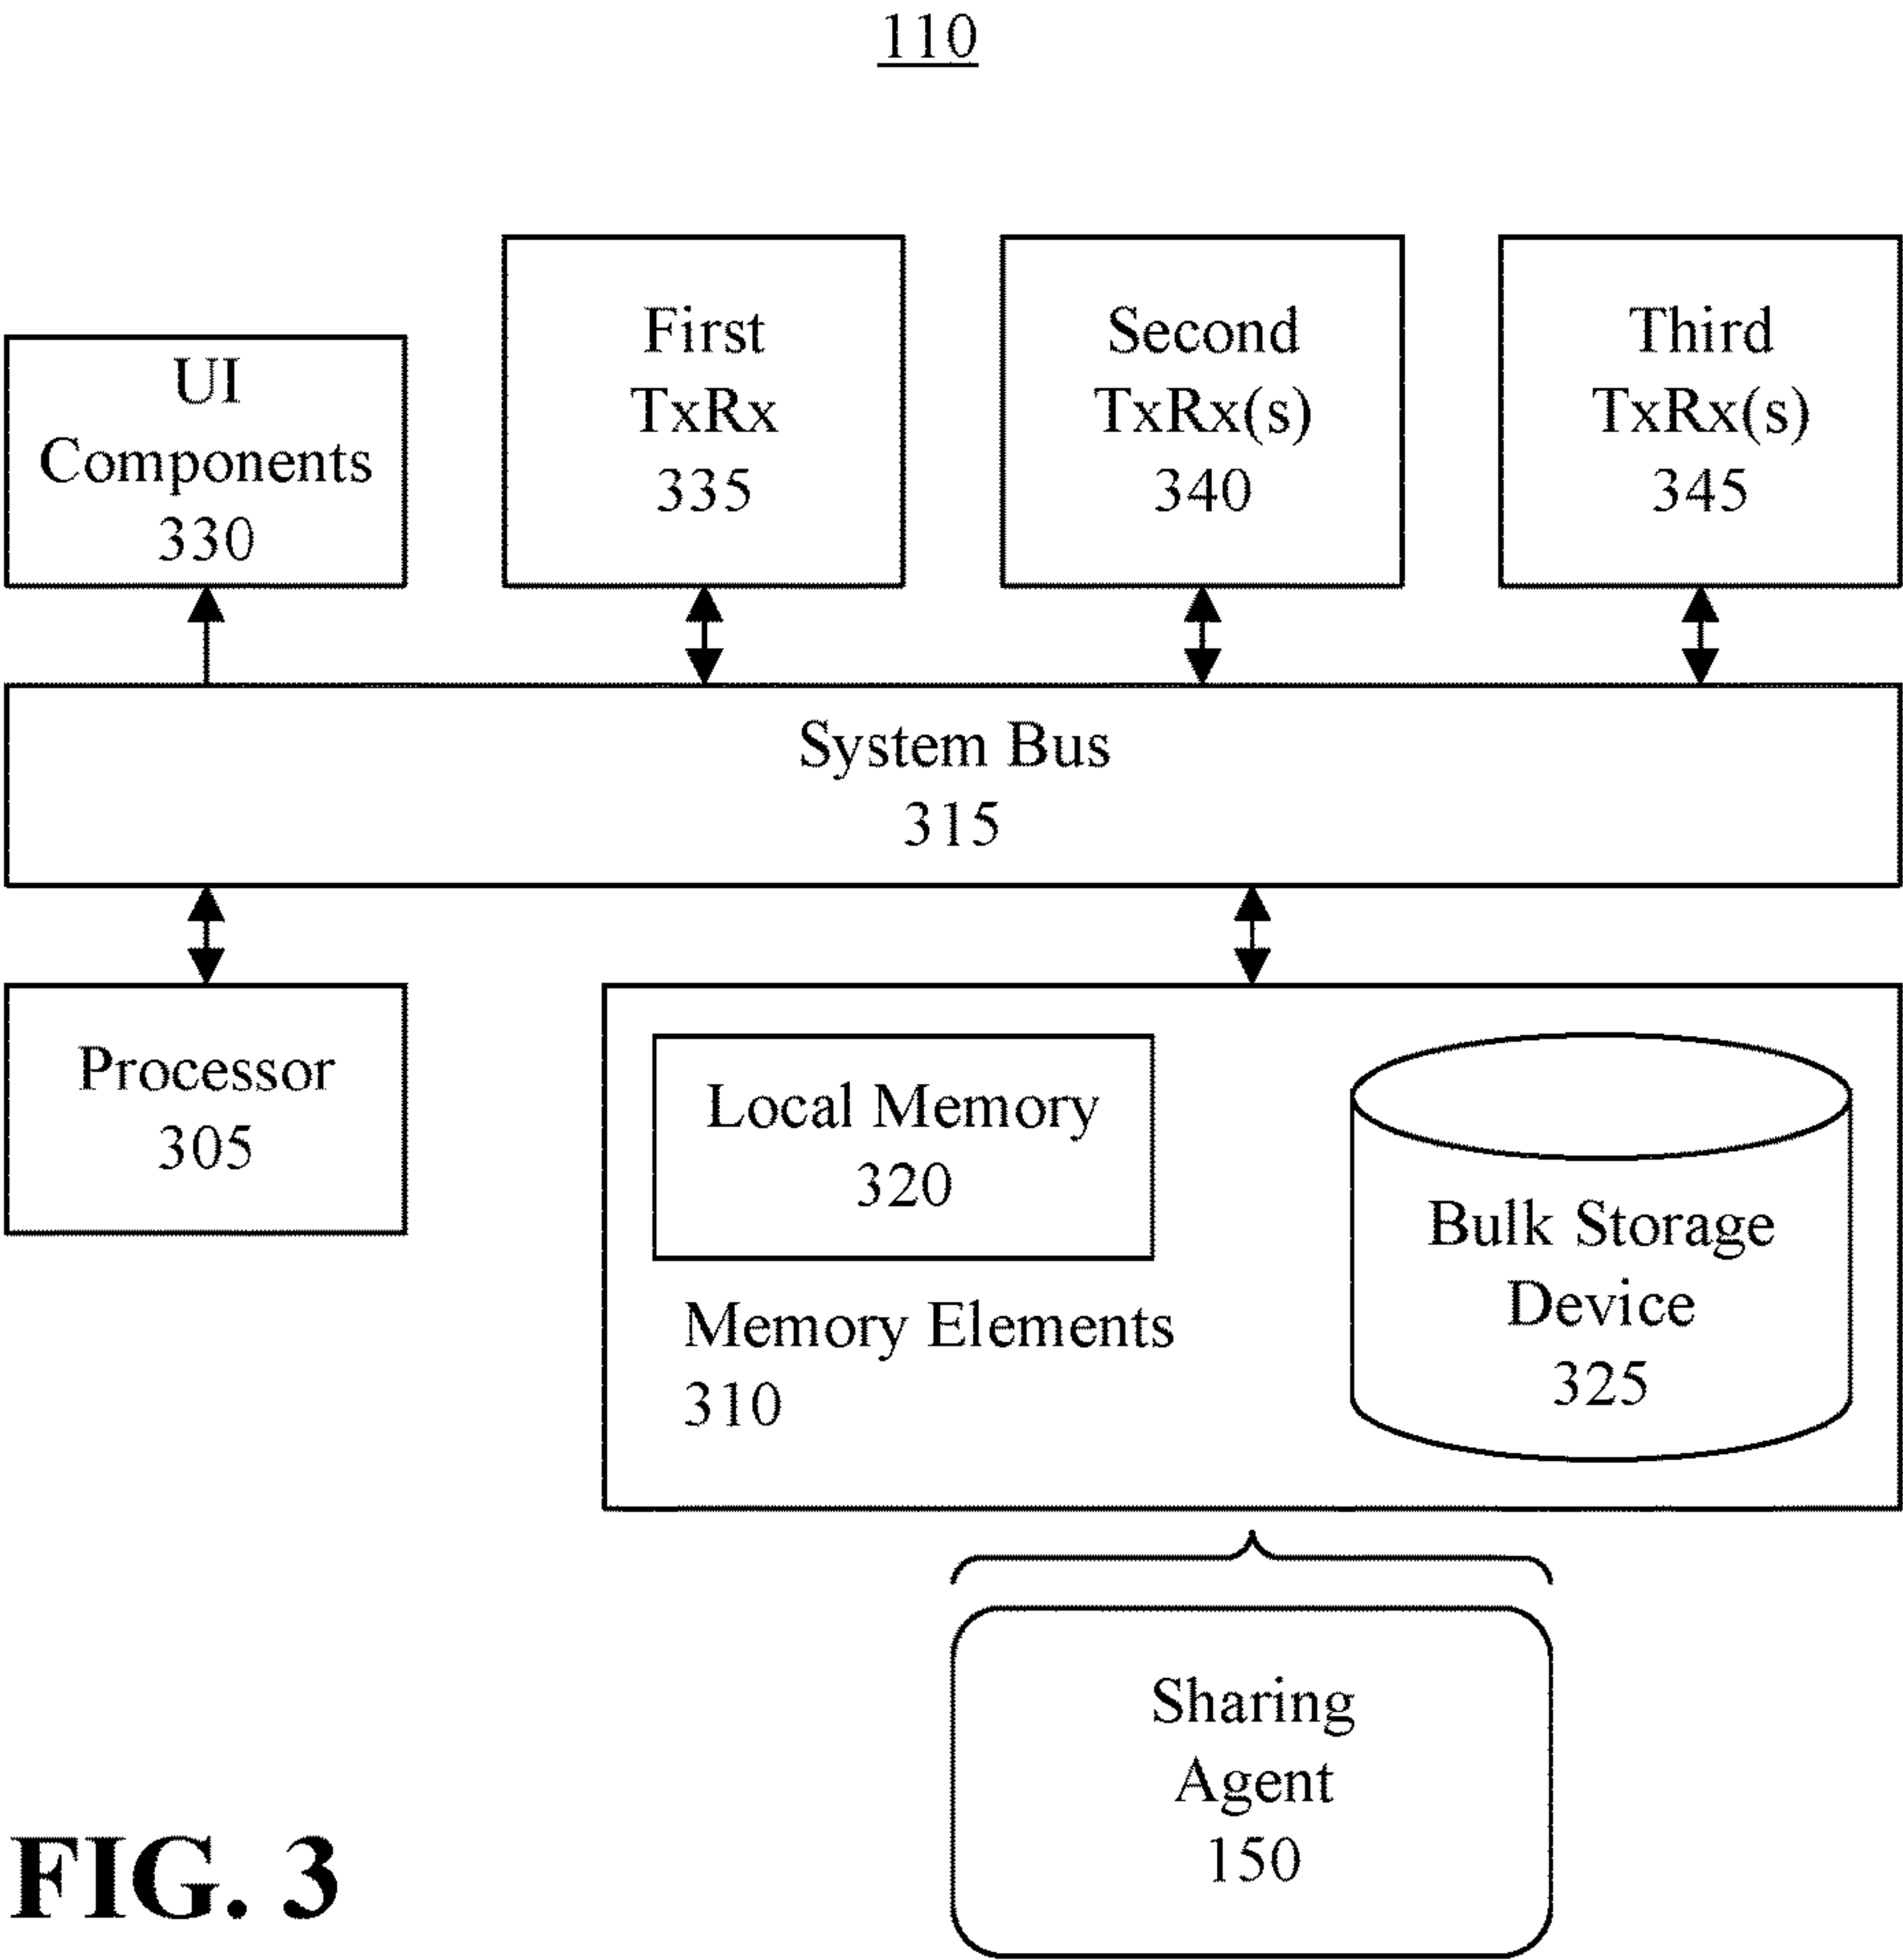 110
UI
Components
330
First
TxRx
335
Second
TxRx(s)
340
Third
TxRx(s)
345
System Bus
315
Processor
305
Local Memory
320
Memory Elements
310
Bulk Storage
Device
325
Sharing
Agent
150
FIG. 3